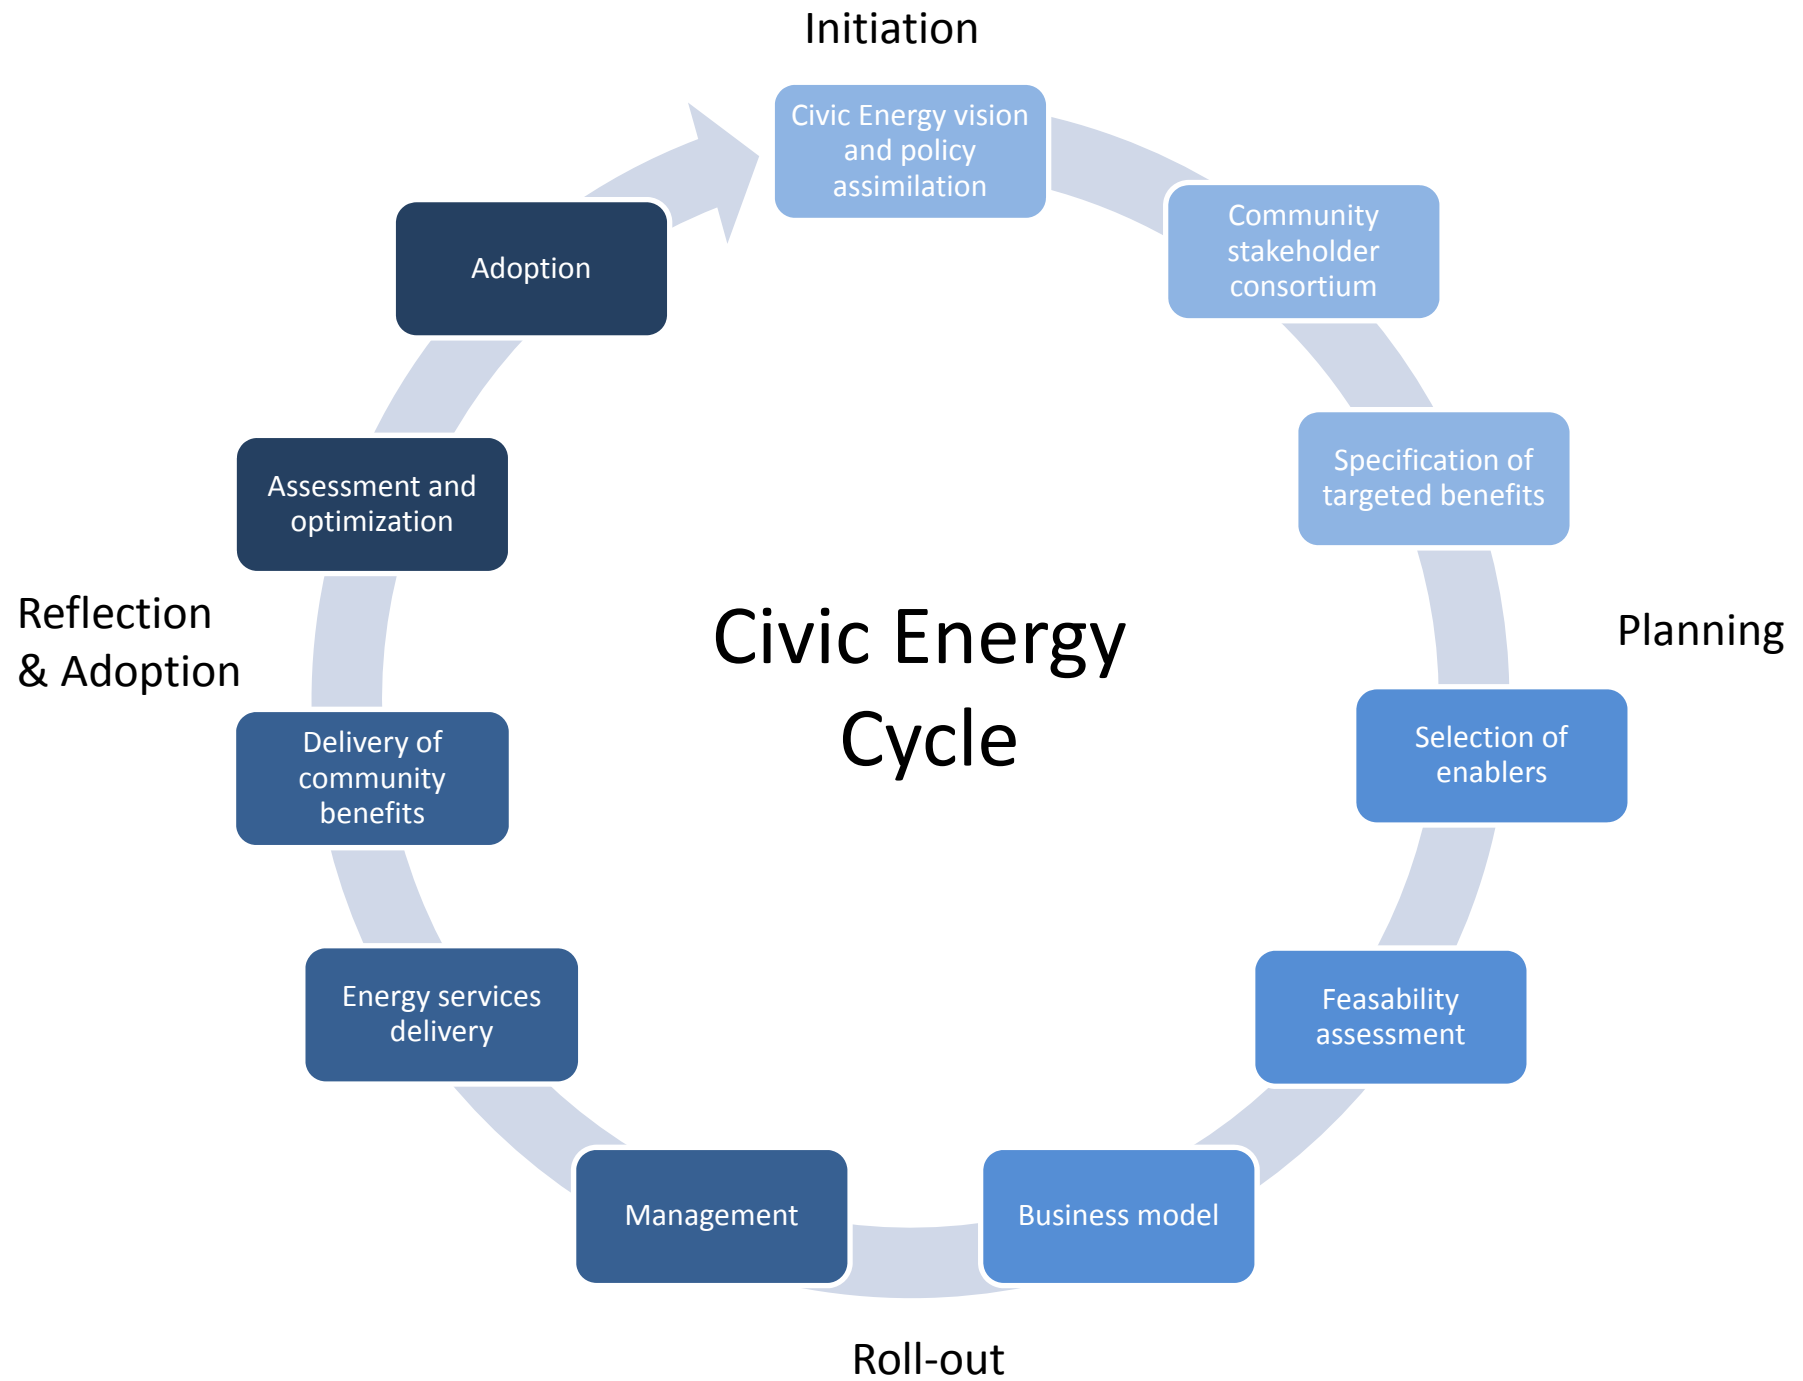 Initiation
Civic Energy vision
and policy
assimilation
Community
stakeholder
consortium
Specification of
targeted benefits
Planning
Selection of
enablers
Feasability
assessment
Business model
Roll-out
Management
Energy services
delivery
Delivery of
community
benefits
Reflection
& Adoption
Assessment and
optimization
Adoption
Civic Energy
Cycle